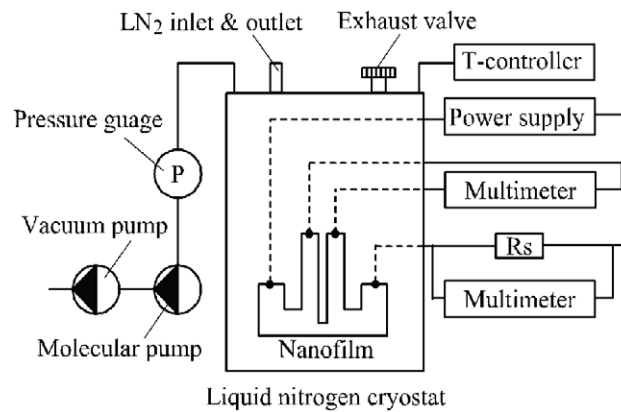 LN2 inlet & outlet
Exhaust valve
T-controller
Pressure guage
Power supply
P
Multimeter
Vacuum pump
Rs
Multimeter
Molecular pump
Nanofilm
Liquid nitrogen cryostat